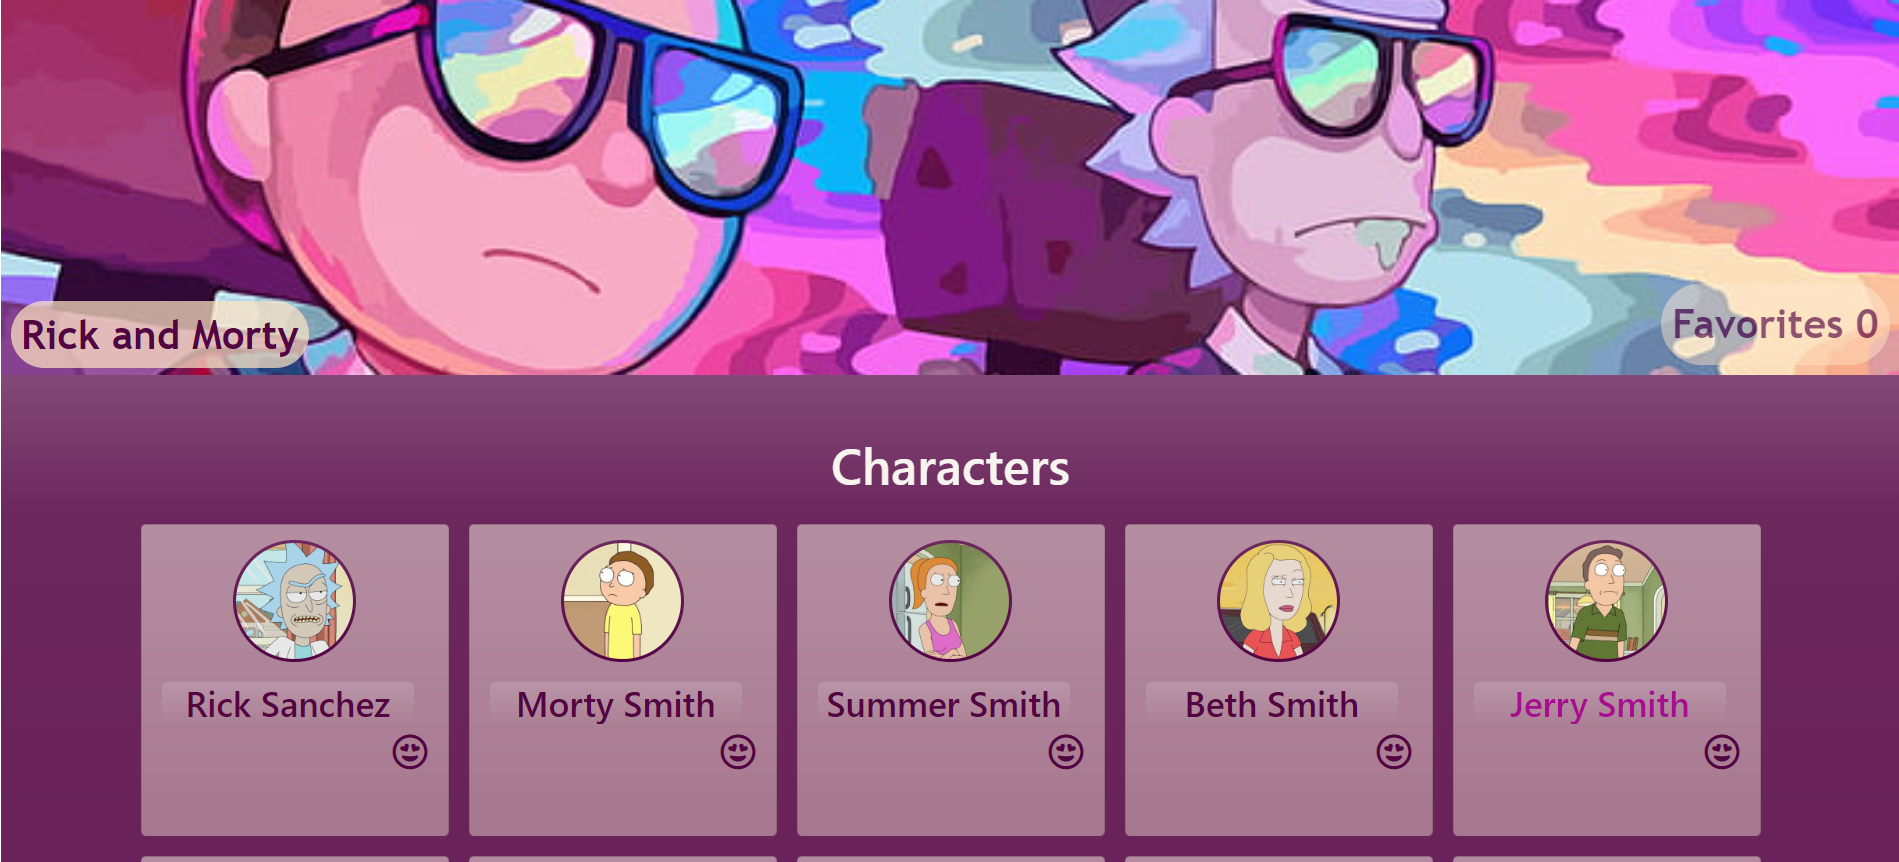 Rick and Morty
Favorites 0
Characters
Rick Sanchez
Morty Smith
Summer Smith
Beth Smith
Jerry Smith